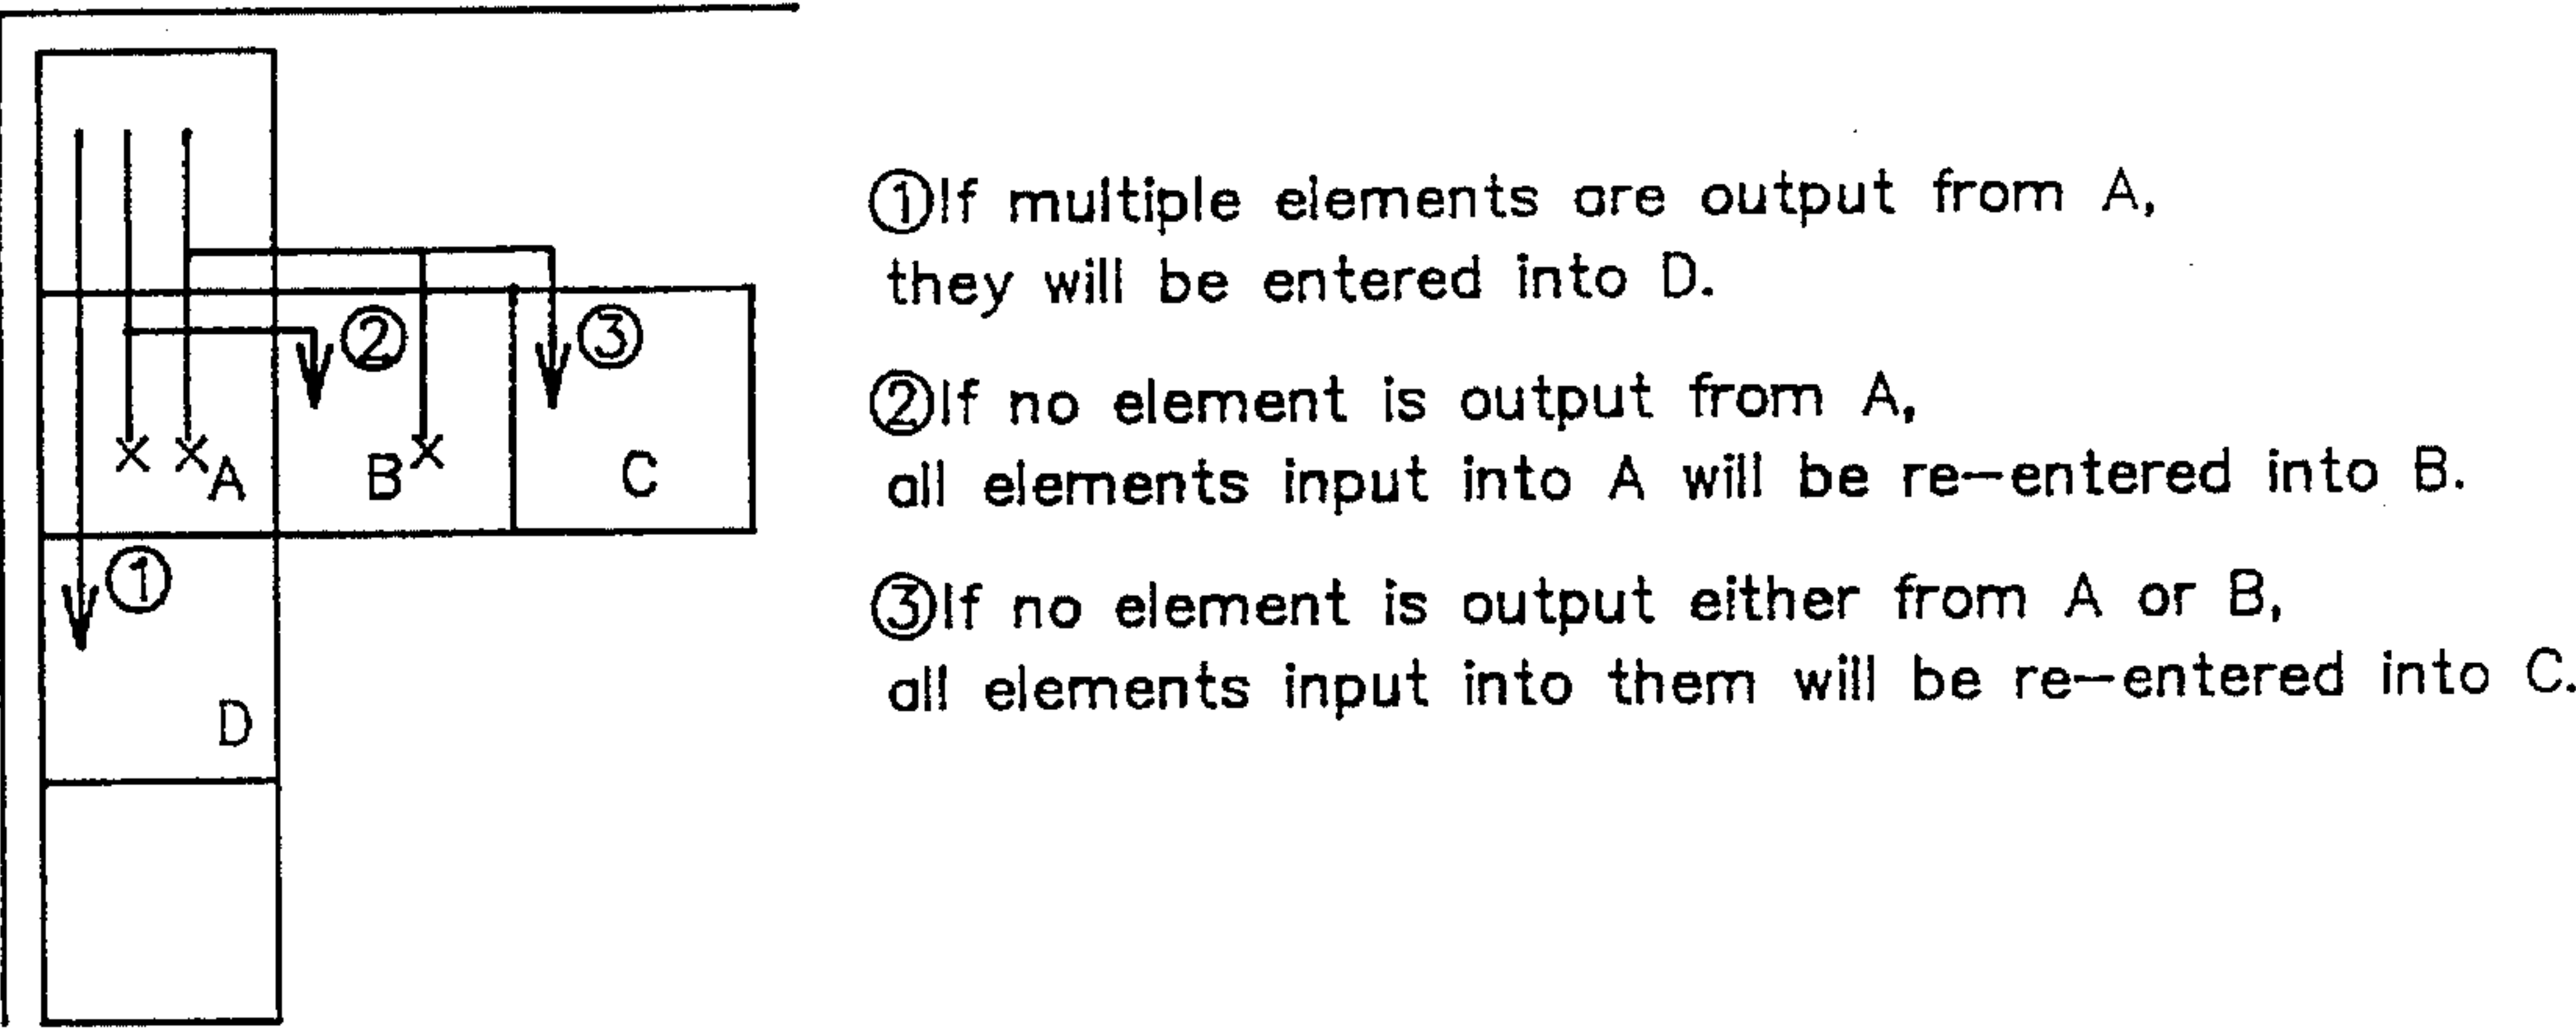 ①If multiple elements are output from A,
they will be entered into D.
②If no element is output from A,
all elements input into A will be re-entered into B.
③If no element is output either from A or B,
all elements input into them will be re-entered into C.
② ③
A B C
①
D